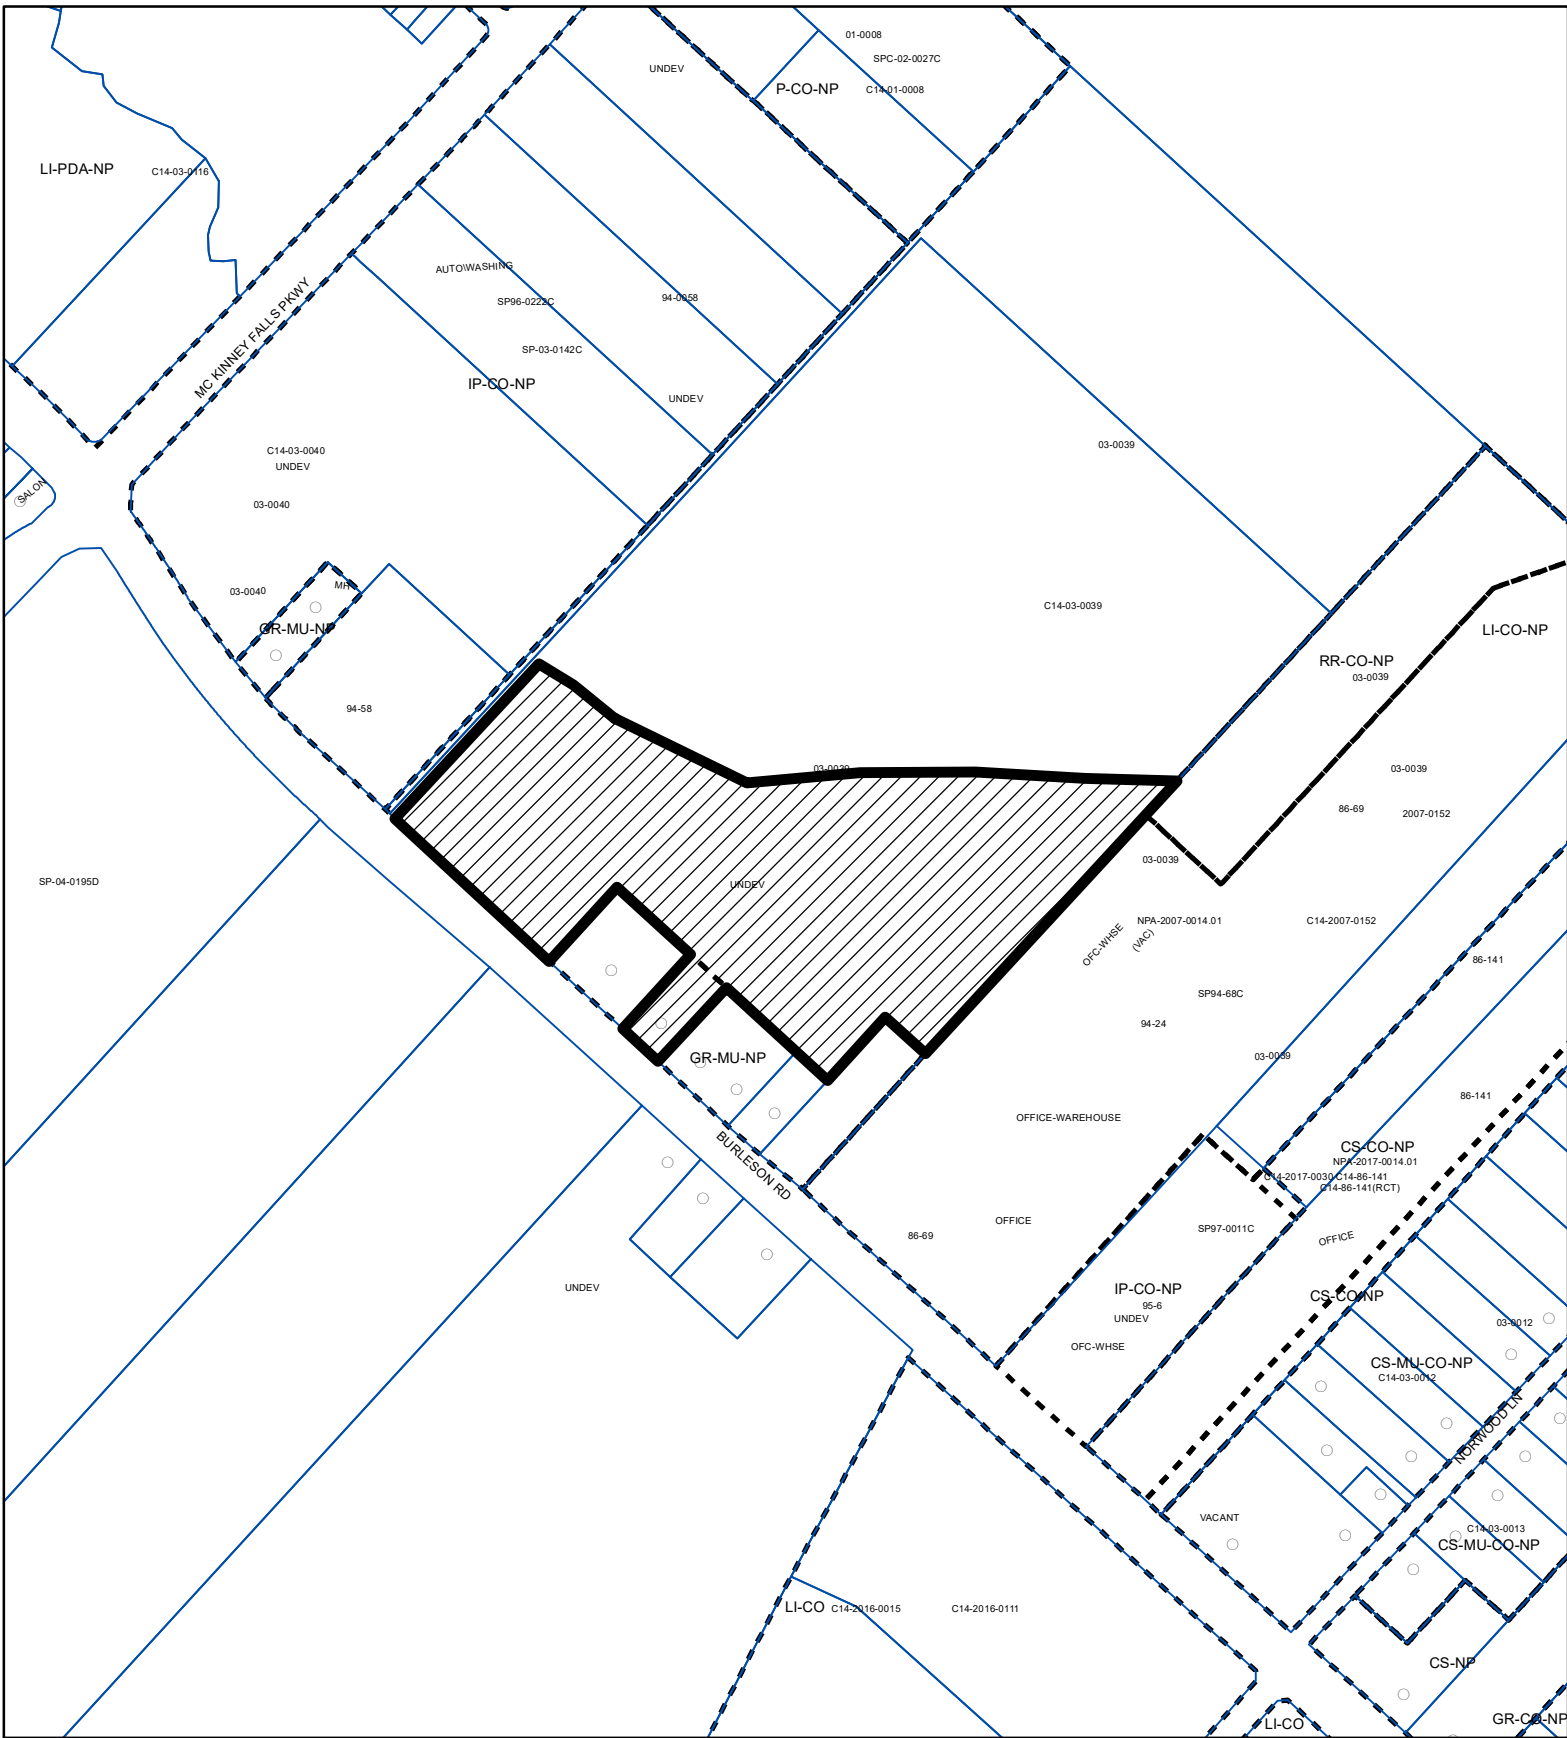 01-0008
SPC-02-0027C
UNDEV
P-CO-NP
C14-01-0008
LI-PDA-NP
C14-03-0116
AUTO\WASHING
SP96-0222C
94-0058
MC KINNEY FALLS PKWY
SP-03-0142C
IP-CO-NP
UNDEV
C14-03-0040
UNDEV
03-0039
SALON
03-0040
MH
03-0040
C14-03-0039
GR-MU-NP
LI-CO-NP
RR-CO-NP
03-0039
94-58
03-0039
03-0039
86-69
2007-0152
03-0039
SP-04-0195D
UNDEV
NPA-2007-0014.01
C14-2007-0152
OFC-WHSE
(VAC)
86-141
SP94-68C
94-24
GR-MU-NP
03-0039
86-141
OFFICE-WAREHOUSE
BURLESON RD
CS-CO-NP
NPA-2017-0014.01
C14-2017-0030
C14-86-141
C14-86-141(RCT)
OFFICE
SP97-0011C
86-69
OFFICE
UNDEV
IP-CO-NP
95-6
UNDEV
CS-CO-NP
03-0012
OFC-WHSE
CS-MU-CO-NP
C14-03-0012
NORWOOD LN
VACANT
C14-03-0013
CS-MU-CO-NP
LI-CO
C14-2016-0015
C14-2016-0111
CS-NP
LI-CO
GR-CO-NP